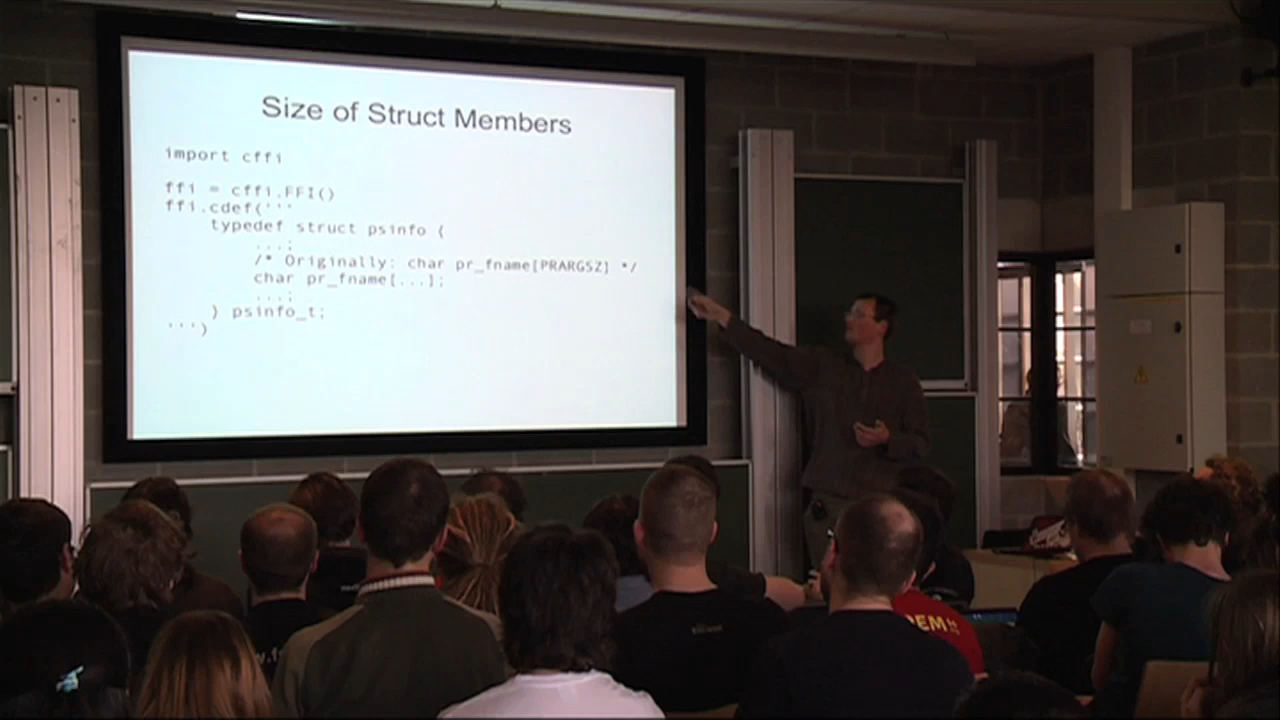 Size of Struct Members
import cffi
ffi = cffi.FFI()
ffi.cdef('''
typedef struct psinfo {
...;
/* Originally: char pr_fname[PRARGSZ] */
char pr_fname[...];
...;
} psinfo_t;
''')